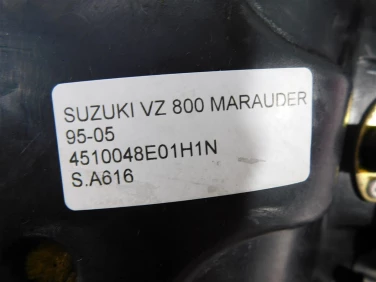 SUZUKI VZ 800 MARAUDER
95-05
4510048E01H1N
S.A616